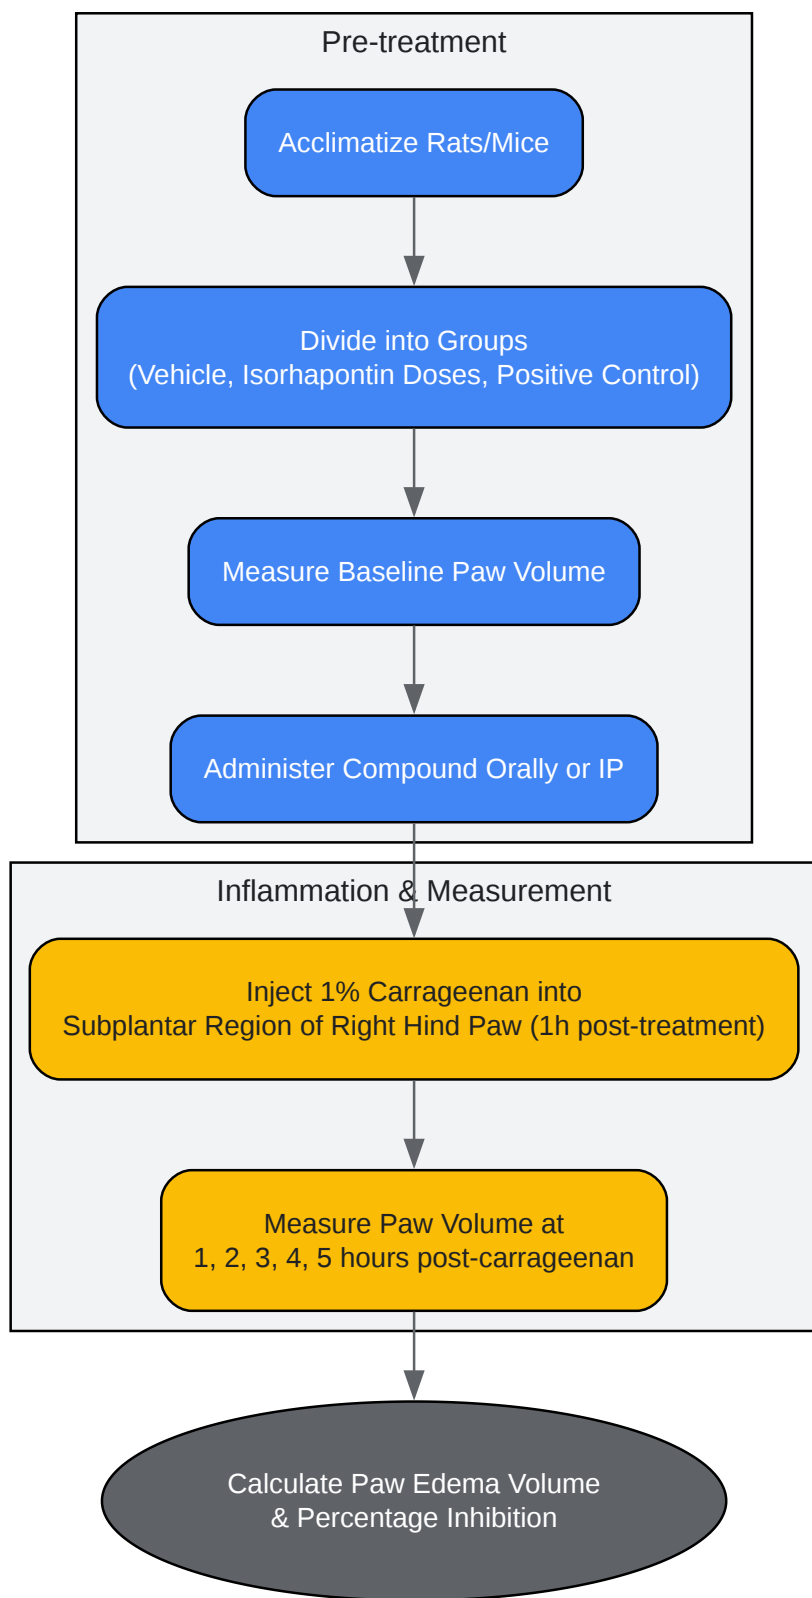 Pre-treatment
Acclimatize Rats/Mice
Divide into Groups
(Vehicle, Isorhapontin Doses, Positive Control)
Measure Baseline Paw Volume
Administer Compound Orally or IP
Inflammation & Measurement
Inject 1% Carrageenan into
Subplantar Region of Right Hind Paw (1h post-treatment)
Measure Paw Volume at
1, 2, 3, 4, 5 hours post-carrageenan
Calculate Paw Edema Volume
& Percentage Inhibition